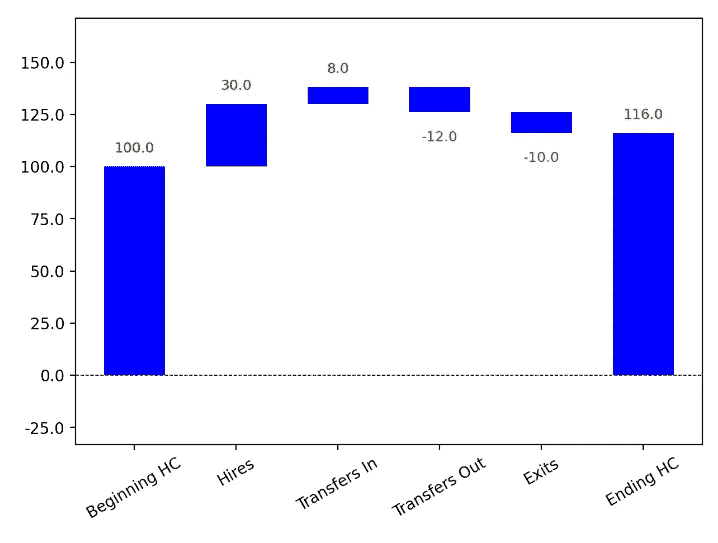 150.0
125.0
100.0
75.0
50.0
25.0
0.0
-25.0
100.0
30.0
8.0
-12.0
-10.0
116.0
Beginning HC
Hires
Transfers In
Transfers Out
Exits
Ending HC